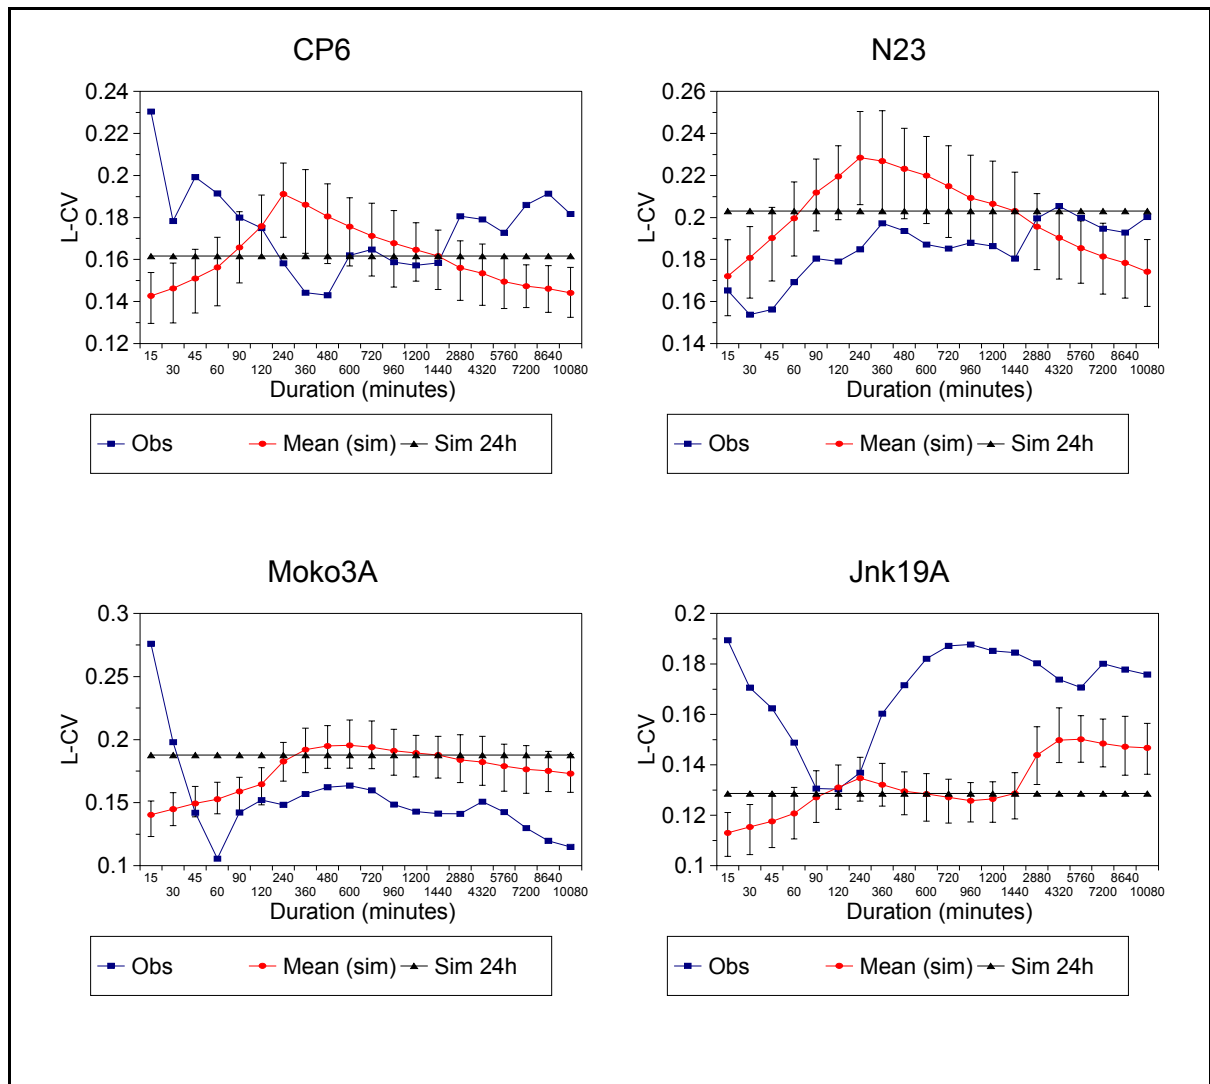 CP6
L-CV
0.24
0.22
0.2
0.18
0.16
0.14
0.12
15 45 90 240 480 720 1200 2880 5760 8640
30 60 120 360 600 960 1440 4320 7200 10080
Duration (minutes)
Obs Mean (sim) Sim 24h
N23
L-CV
0.26
0.24
0.22
0.2
0.18
0.16
0.14
15 45 90 240 480 720 1200 2880 5760 8640
30 60 120 360 600 960 1440 4320 7200 10080
Duration (minutes)
Obs Mean (sim) Sim 24h
Moko3A
L-CV
0.3
0.25
0.2
0.15
0.1
15 45 90 240 480 720 1200 2880 5760 8640
30 60 120 360 600 960 1440 4320 7200 10080
Duration (minutes)
Obs Mean (sim) Sim 24h
Jnk19A
L-CV
0.2
0.18
0.16
0.14
0.12
0.1
15 45 90 240 480 720 1200 2880 5760 8640
30 60 120 360 600 960 1440 4320 7200 10080
Duration (minutes)
Obs Mean (sim) Sim 24h